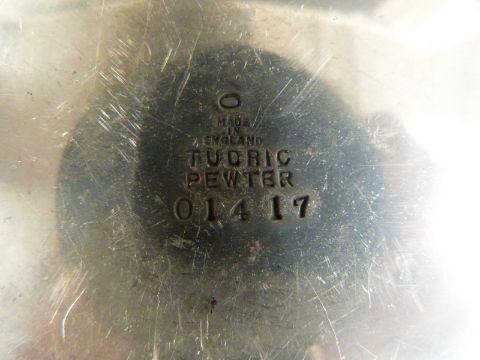 MADE
IN
ENGLAND
TUDRIC
PEWTER
01417